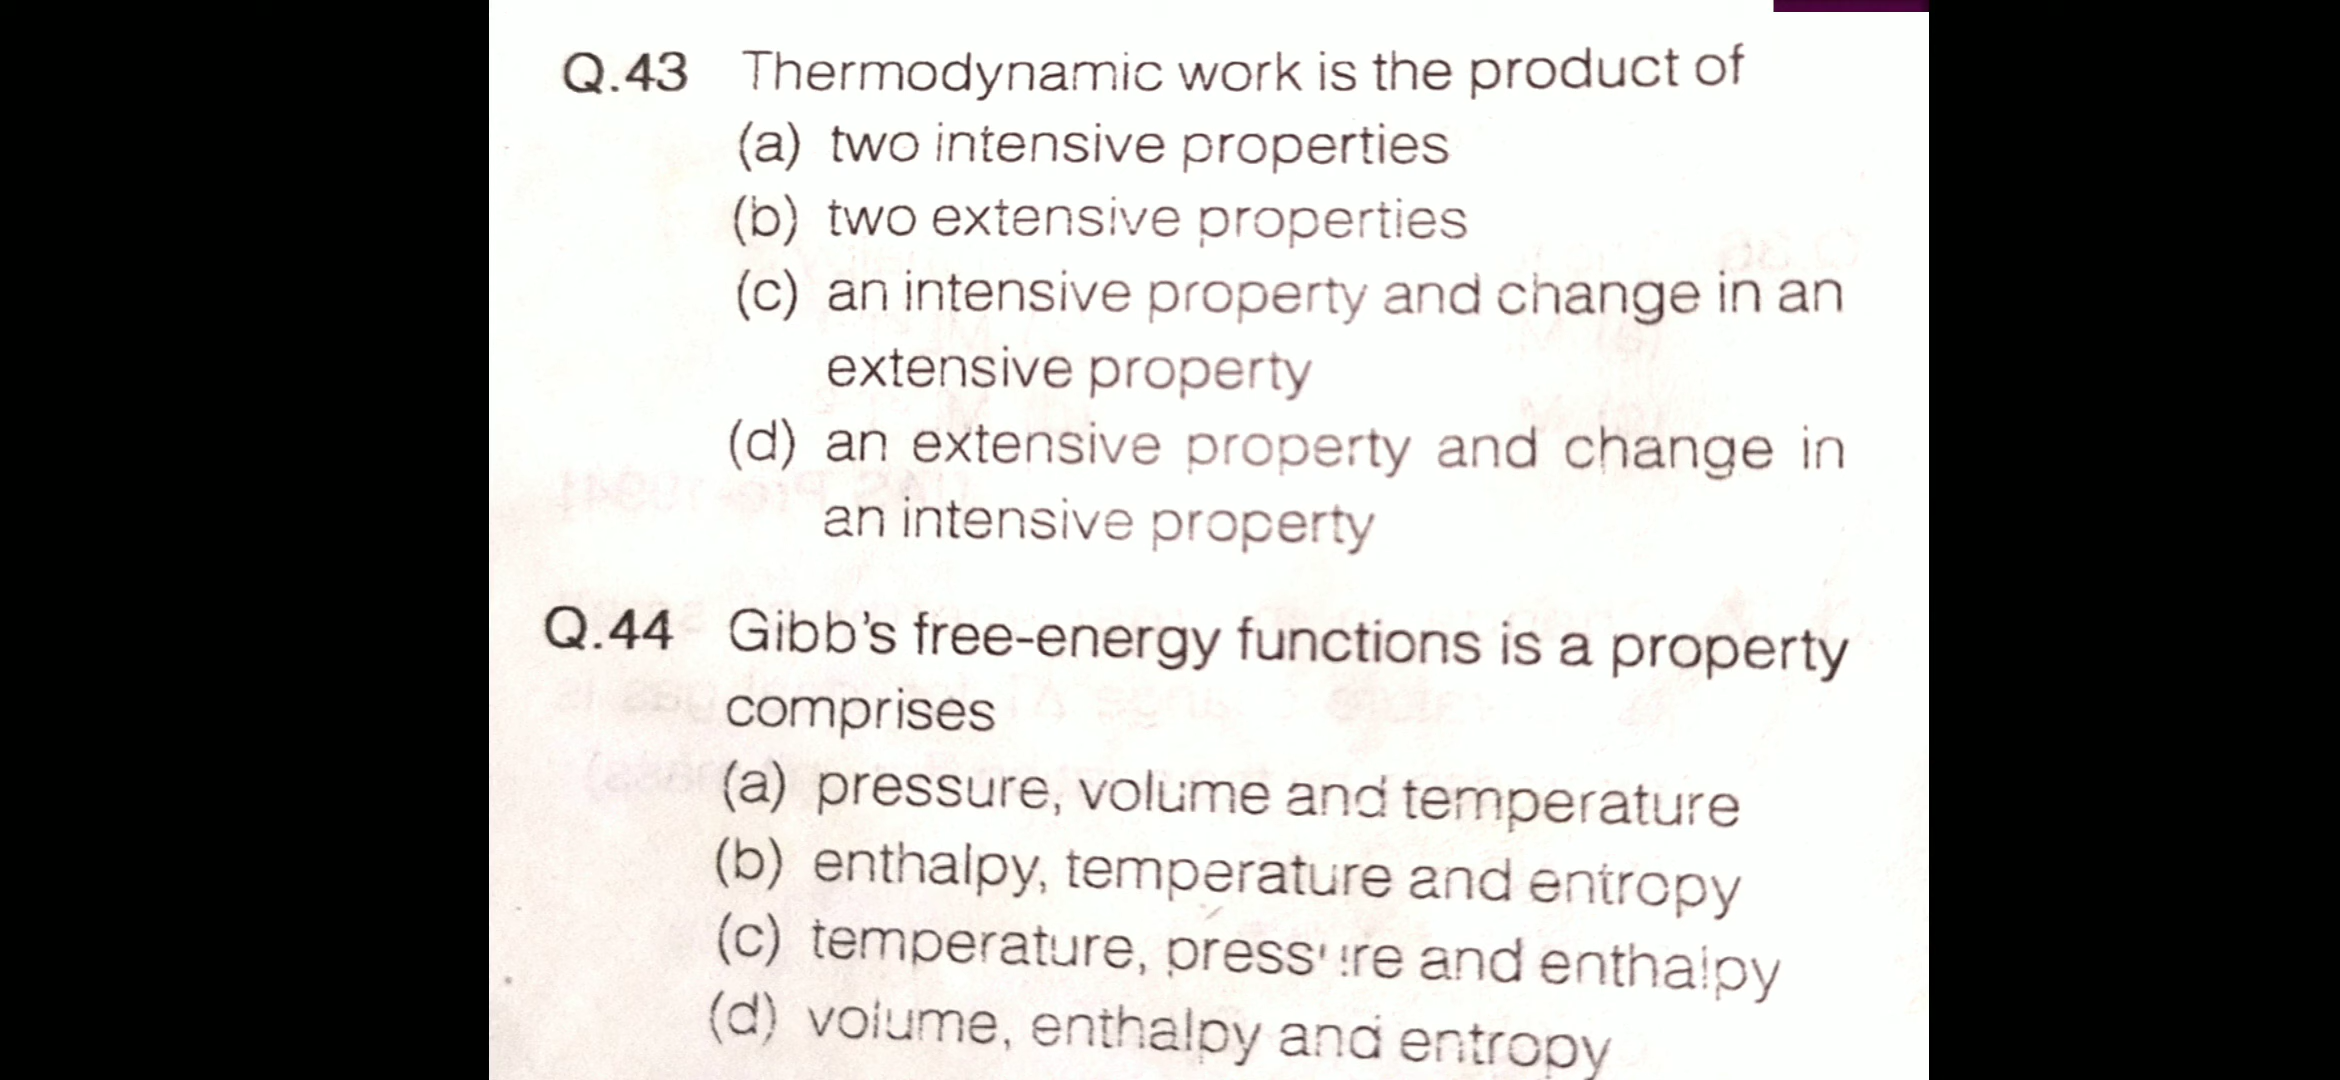 Q.43 Thermodynamic work is the product of
(a) two intensive properties
(b) two extensive properties
(c) an intensive property and change in an
extensive property
(d) an extensive property and change in
an intensive property
Q.44 Gibb's free-energy functions is a property
comprises
(a) pressure, volume and temperature
(b) enthalpy, temperature and entropy
(c) temperature, pressure and enthalpy
(d) volume, enthalpy and entropy